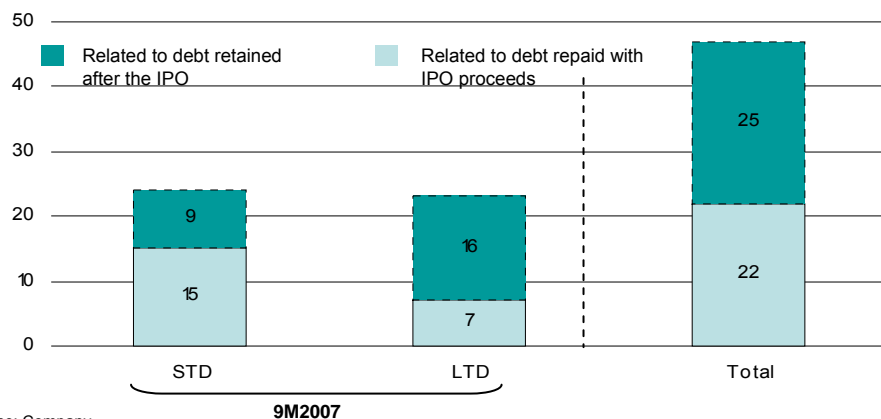 50
Related to debt retained
after the IPO
Related to debt repaid with
IPO proceeds
40
30
20
10
0
9
15
16
7
25
22
STD
LTD
Total
9M2007
Company